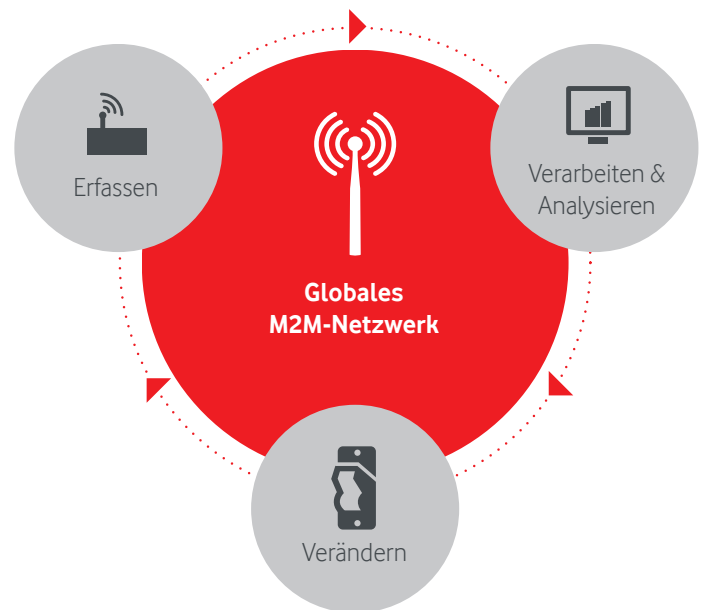 Erfassen
Verarbeiten &
Analysieren
Globales
M2M-Netzwerk
Verändern